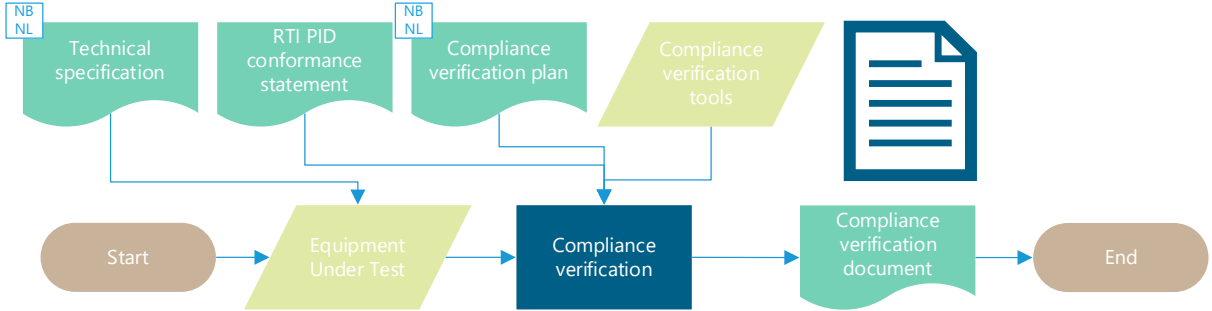 NB
NL
Technical
specification
RTI PID
conformance
statement
NB
NL
Compliance
verification plan
Compliance
verification
tools
Start
Equipment
Under Test
Compliance
verification
Compliance
verification
document
End